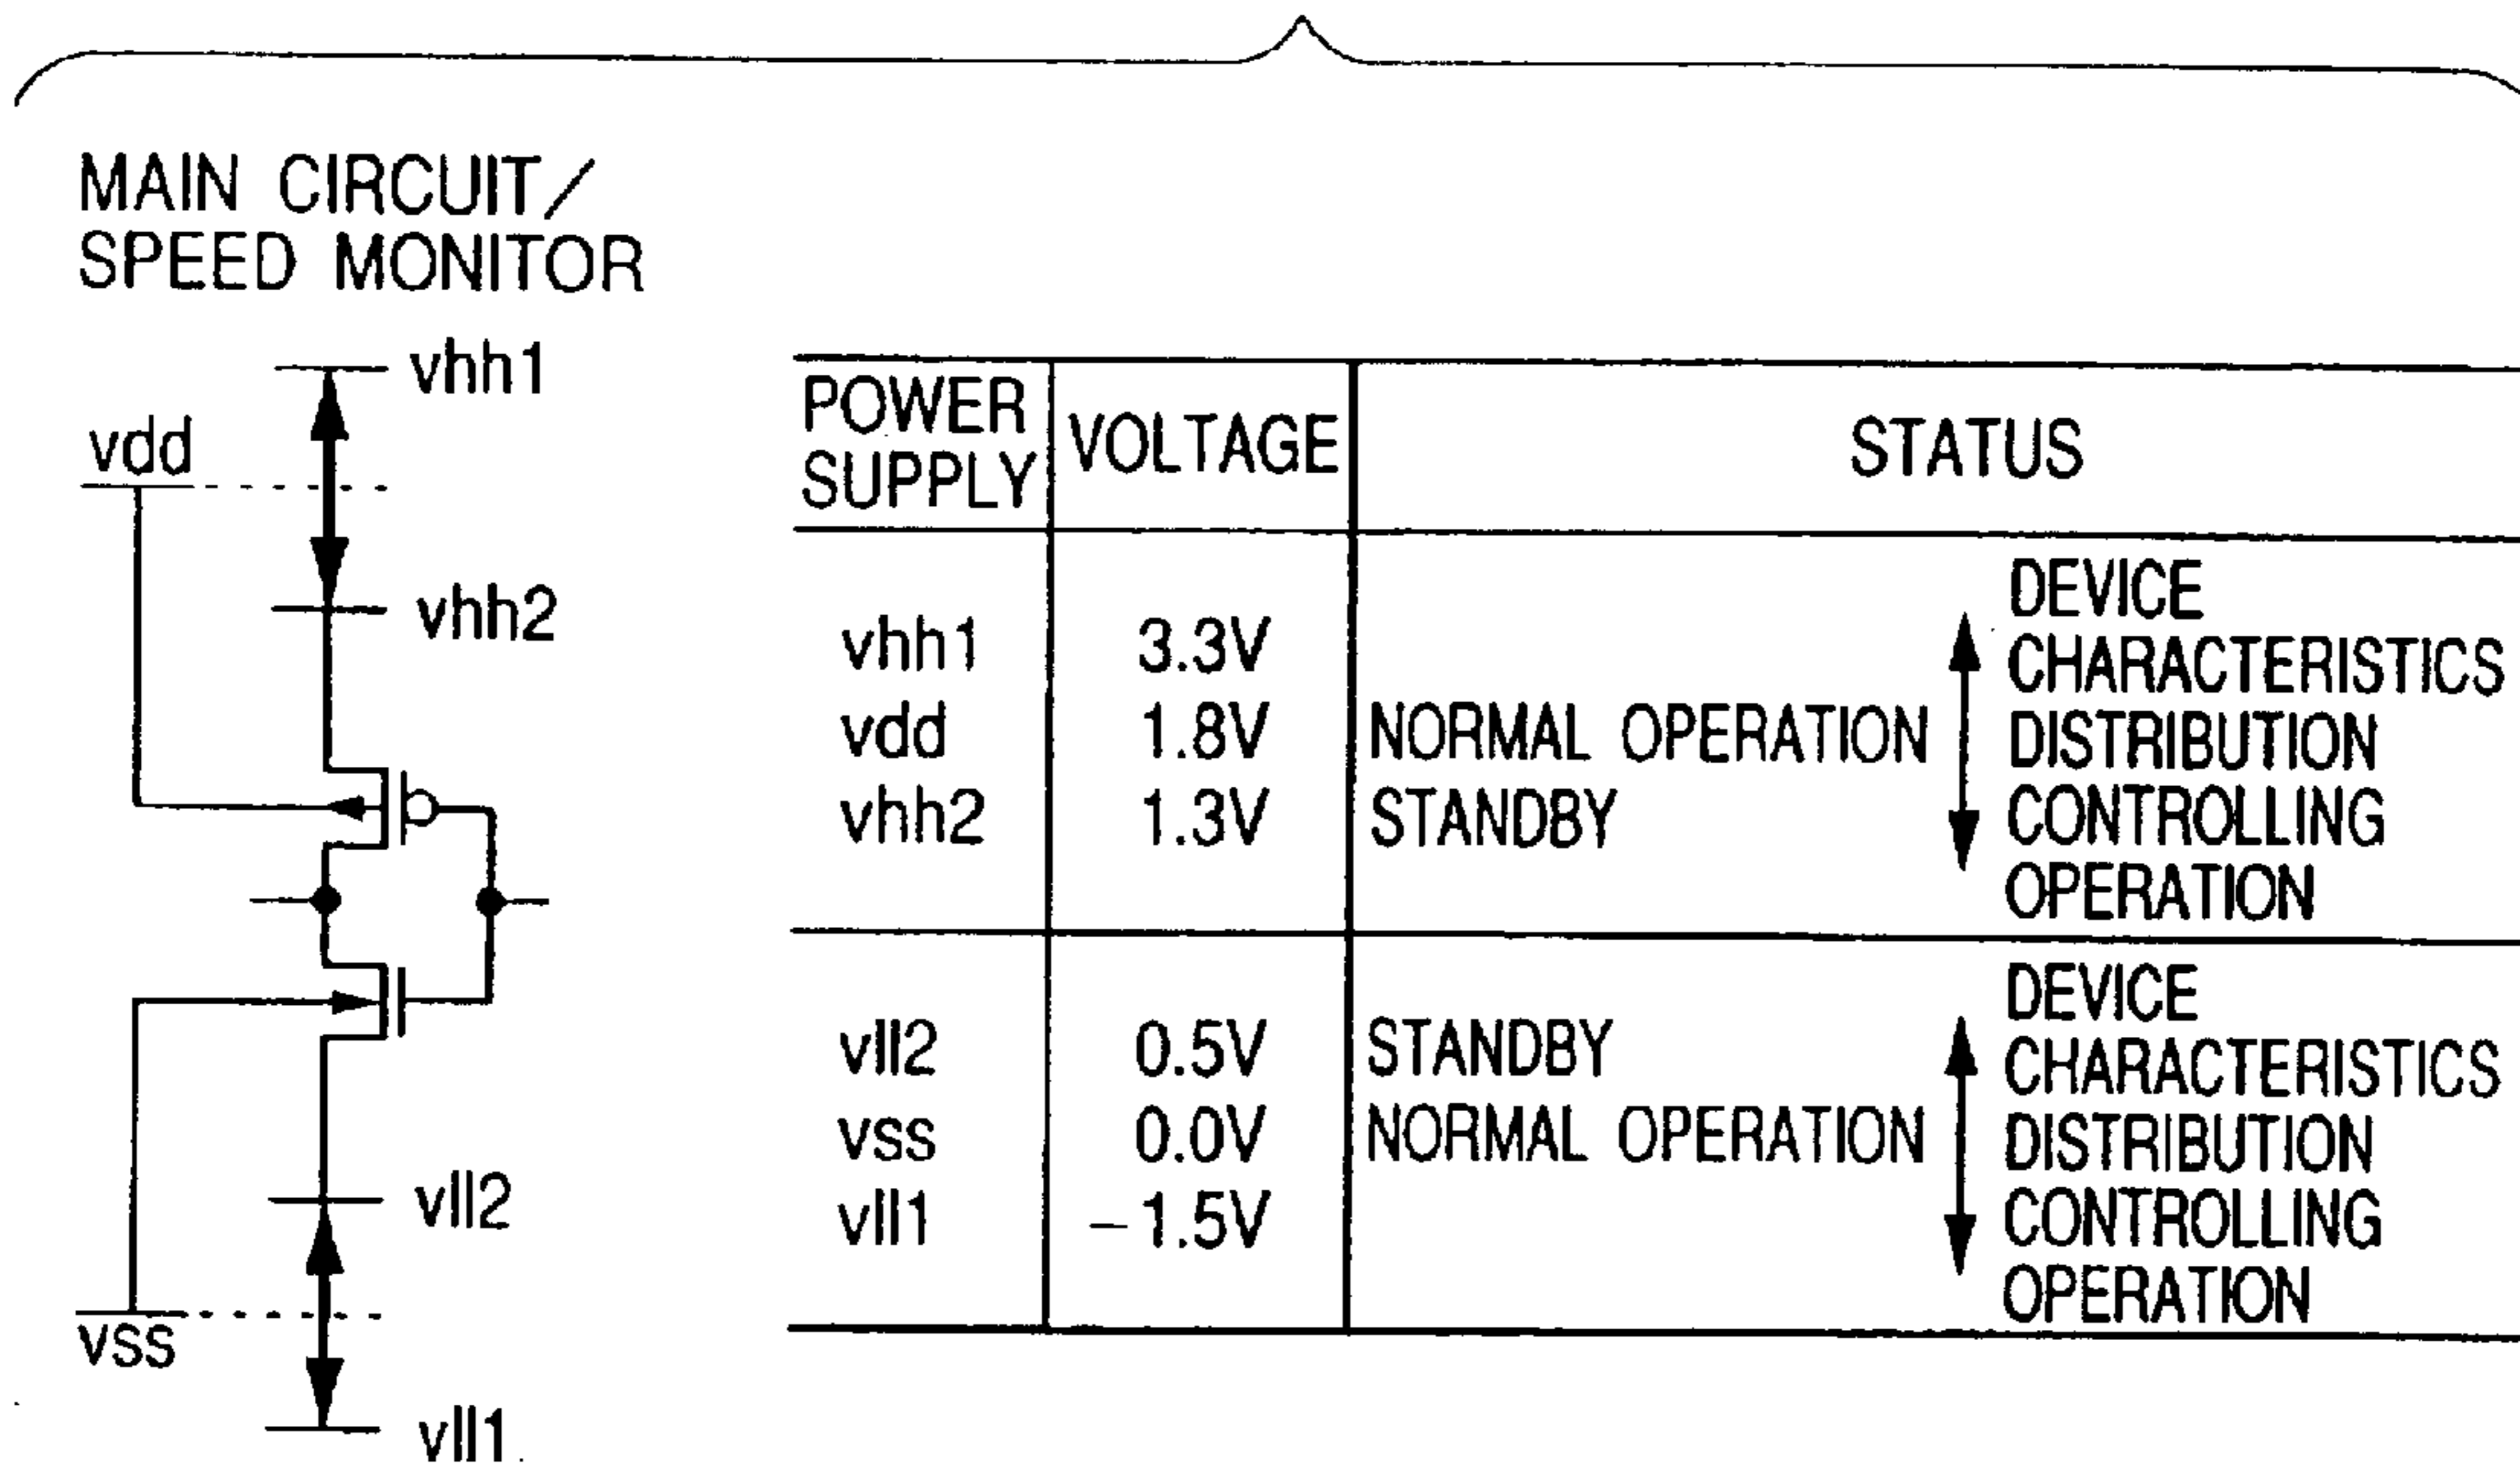 MAIN CIRCUIT/
SPEED MONITOR
vhh1
vdd
vhh2
vll2
vss
vll1
POWER SUPPLY VOLTAGE STATUS
vhh1 3.3V
vdd 1.8V NORMAL OPERATION
vhh2 1.3V STANDBY
DEVICE
CHARACTERISTICS
DISTRIBUTION
CONTROLLING
OPERATION
vll2 0.5V STANDBY
vss 0.0V NORMAL OPERATION
vll1 –1.5V
DEVICE
CHARACTERISTICS
DISTRIBUTION
CONTROLLING
OPERATION